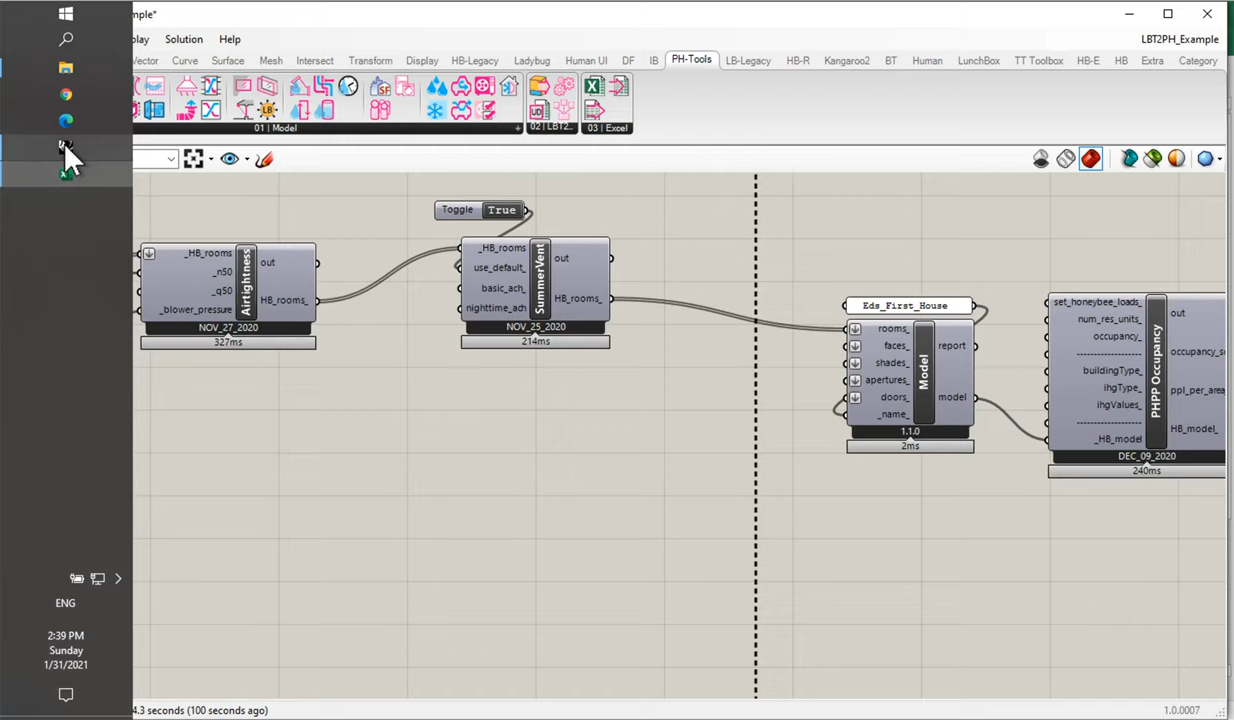 mple*
play Solution Help
LBT2PH_Example
Vector Curve Surface Mesh Intersect Transform Display HB-Legacy Ladybug Human UI DF IB PH-Tools LB-Legacy HB-R Kangaroo2 BT Human LunchBox TT Toolbox HB-E HB Extra Category
SF
LB
UD
01 | Model
02 | LBT2...
03 | Excel
Toggle True
_HB_rooms
_n50
_q50
_blower_pressure
Airtightness
out
HB_rooms_
NOV_27_2020
327ms
_HB_rooms
use_default_
basic_ach_
nighttime_ach
SummerVent
out
HB_rooms_
NOV_25_2020
214ms
Eds_First_House
rooms_
faces_
shades_
apertures_
doors_
_name_
Model
report
model
1.1.0
2ms
set_honeybee_loads_
num_res_units_
occupancy_
--------------------
buildingType_
ihgType_
ihgValues_
--------------------
_HB_model
PHPP Occupancy
out
occupancy_s
ppl_per_area
HB_model_
DEC_09_2020
240ms
ENG
2:39 PM
Sunday
1/31/2021
4.3 seconds (100 seconds ago)
1.0.0007